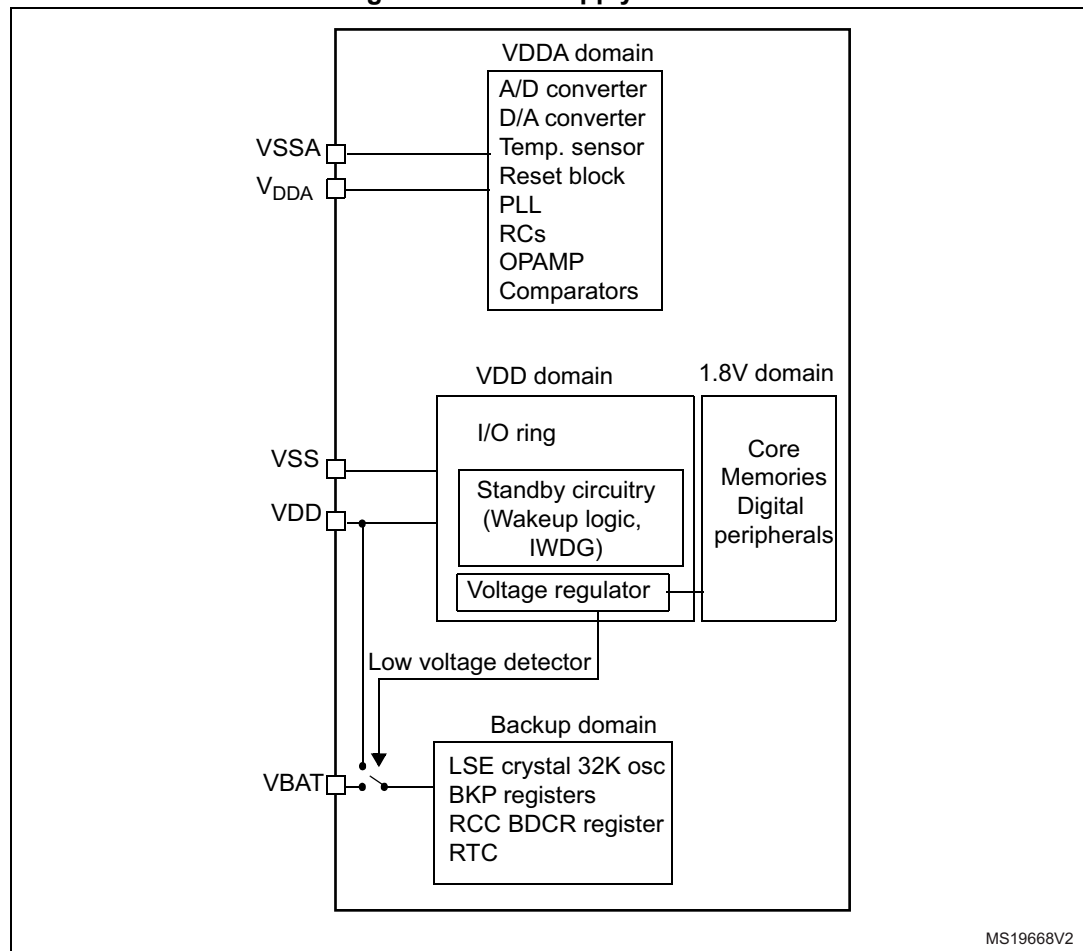 VDDA domain
A/D converter
D/A converter
Temp. sensor
Reset block
PLL
RCs
OPAMP
Comparators
VSSA
VDDA
VDD domain
1.8V domain
I/O ring
Standby circuitry
(Wakeup logic,
IWDG)
Voltage regulator
Core
Memories
Digital
peripherals
VSS
VDD
Low voltage detector
Backup domain
LSE crystal 32K osc
BKP registers
RCC BDCR register
RTC
VBAT
MS19668V2